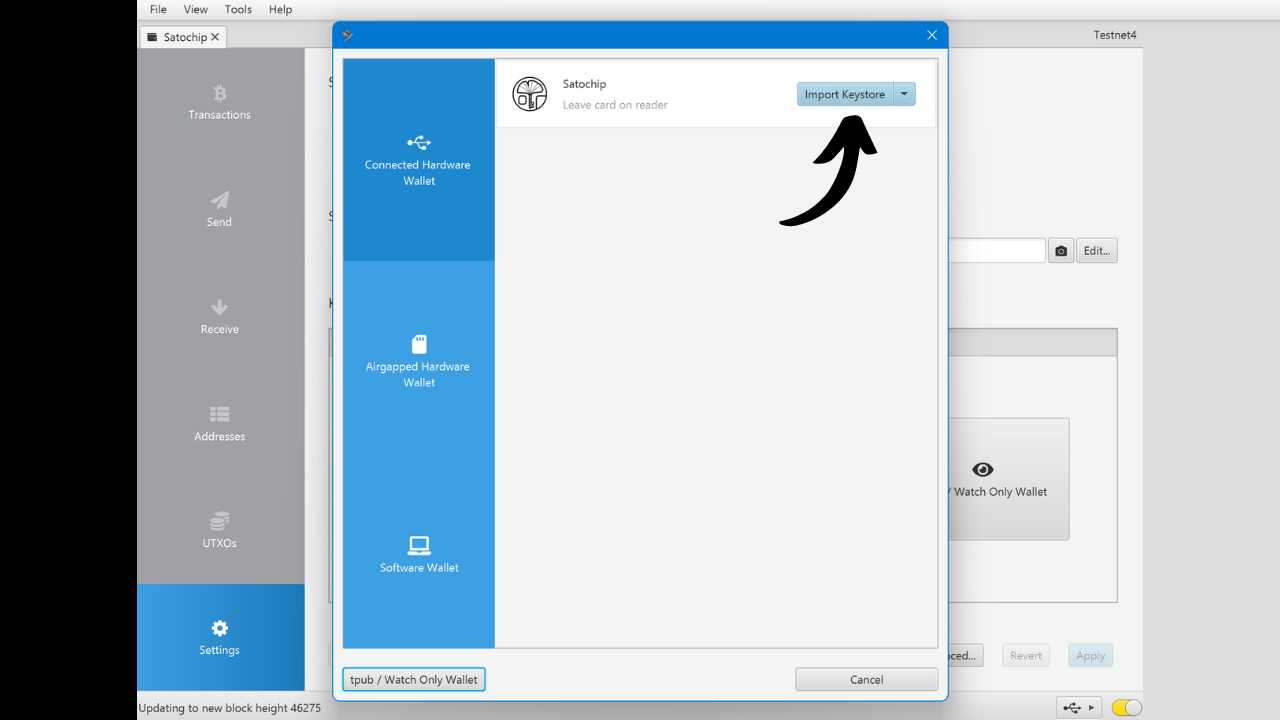 File View Tools Help
Satochip
Testnet4
Transactions
Send
Receive
Addresses
UTXOs
Settings
Connected Hardware
Wallet
Airgapped Hardware
Wallet
Software Wallet
Satochip
Leave card on reader
Import Keystore
Edit...
/ Watch Only Wallet
tpub / Watch Only Wallet
Cancel
Revert
Apply
Updating to new block height 46275